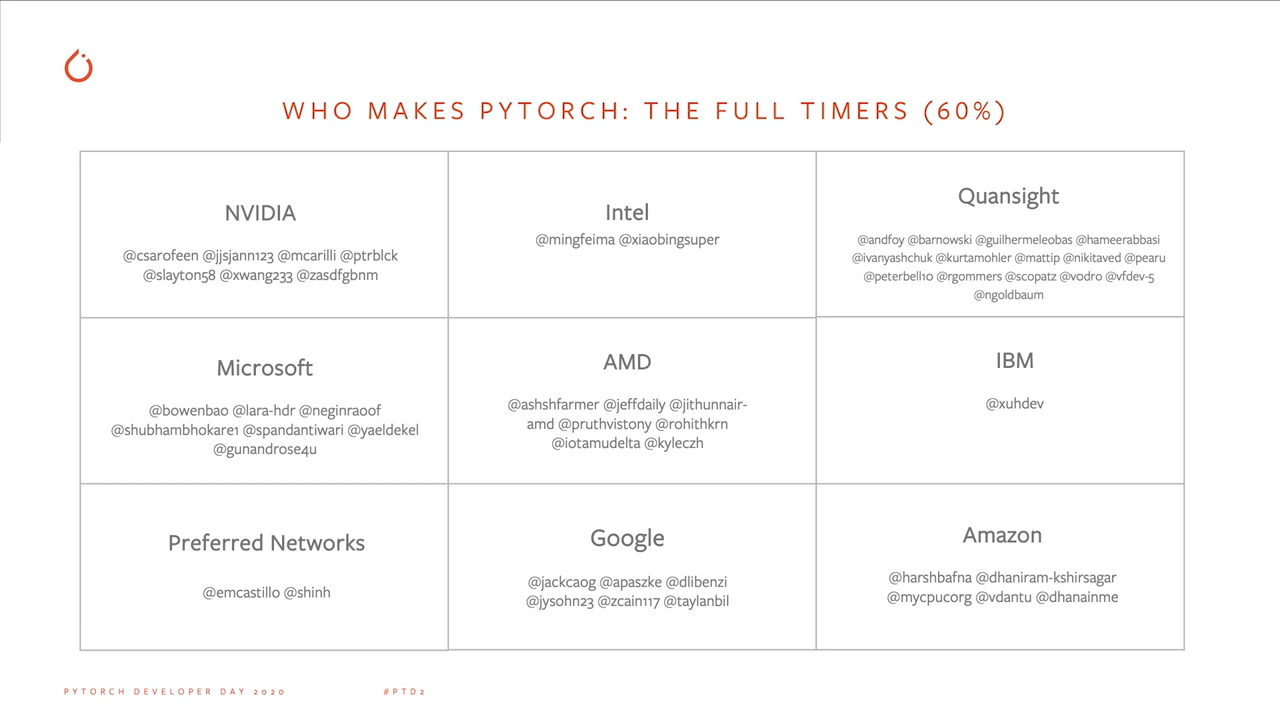 WHO MAKES PYTORCH: THE FULL TIMERS (60%)
NVIDIA
@csarofeen @jjsjann123 @mcarilli @ptrblck
@slayton58 @xwang233 @zasdfgbnm
Intel
@mingfeima @xiaobingsuper
Quansight
@andfoy @barnowski @guilhermeleobas @hameerabbasi
@ivanyashchuk @kurtamohler @mattip @nikitaved @pearu
@peterbell10 @rgommers @scopatz @v0dro @vfdev-5
@ngoldbaum
Microsoft
@bowenbao @lara-hdr @neginraoof
@shubhambhokare1 @spandantiwari @yaeldekel
@gunandrose4u
AMD
@ashshfarmer @jeffdaily @jithunnair-
amd @pruthvistony @rohithkrn
@iotamudelta @kyleczh
IBM
@xuhdev
Preferred Networks
@emcastillo @shinh
Google
@jackcaog @apaszke @dlibenzi
@jysohn23 @zcain117 @taylanbil
Amazon
@harshbafna @dhaniram-kshirsagar
@mycpucorg @vdantu @dhanainme
PYTORCH DEVELOPER DAY 2020
#PTD2